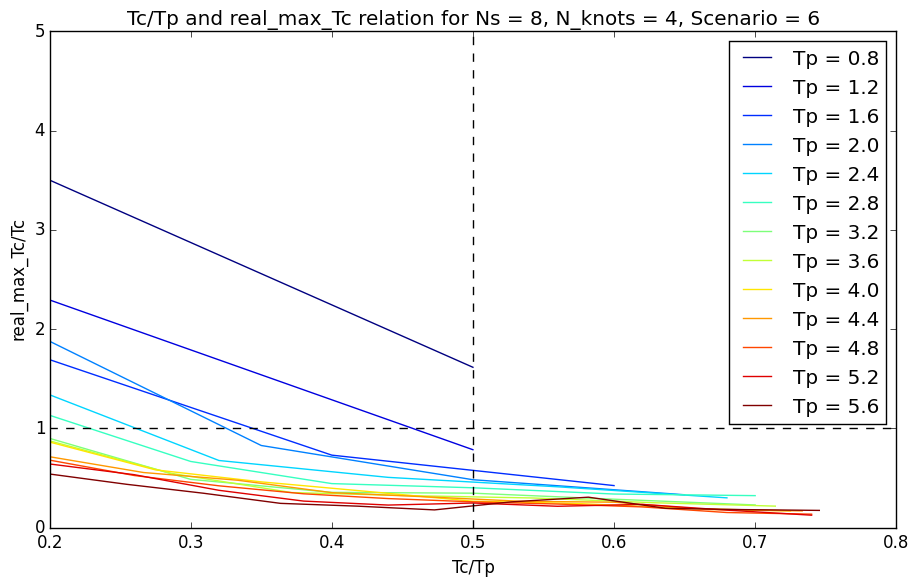 Tc/Tp and real_max_Tc relation for Ns = 8, N_knots = 4, Scenario = 6
5
4
3
2
1
0
real_max_Tc/Tc
0.2
0.3
0.4
0.5
0.6
0.7
0.8
Tc/Tp
Tp = 0.8
Tp = 1.2
Tp = 1.6
Tp = 2.0
Tp = 2.4
Tp = 2.8
Tp = 3.2
Tp = 3.6
Tp = 4.0
Tp = 4.4
Tp = 4.8
Tp = 5.2
Tp = 5.6